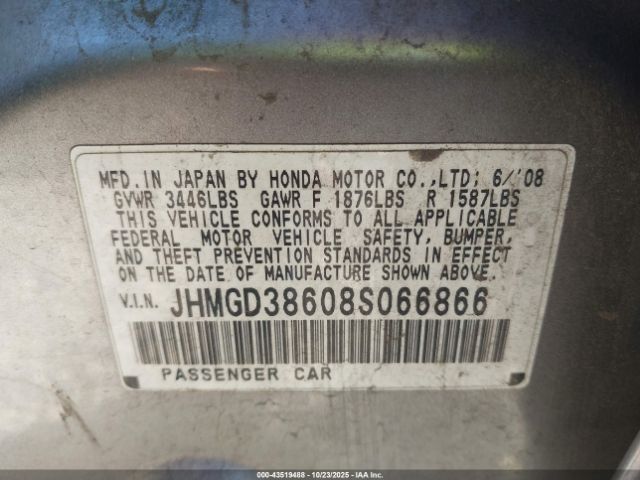 MFD.IN JAPAN BY HONDA MOTOR CO.,LTD; 6/'08
GVWR 3446LBS GAWR F 1876LBS R 1587LBS
THIS VEHICLE CONFORMS TO ALL APPLICABLE
FEDERAL MOTOR VEHICLE SAFETY, BUMPER,
AND THEFT PREVENTION STANDARDS IN EFFECT
ON THE DATE OF MANUFACTURE SHOWN ABOVE.
V.I.N. JHMGD38608S066866
PASSENGER CAR
000-43519488 - 10/23/2025 - IAA Inc.